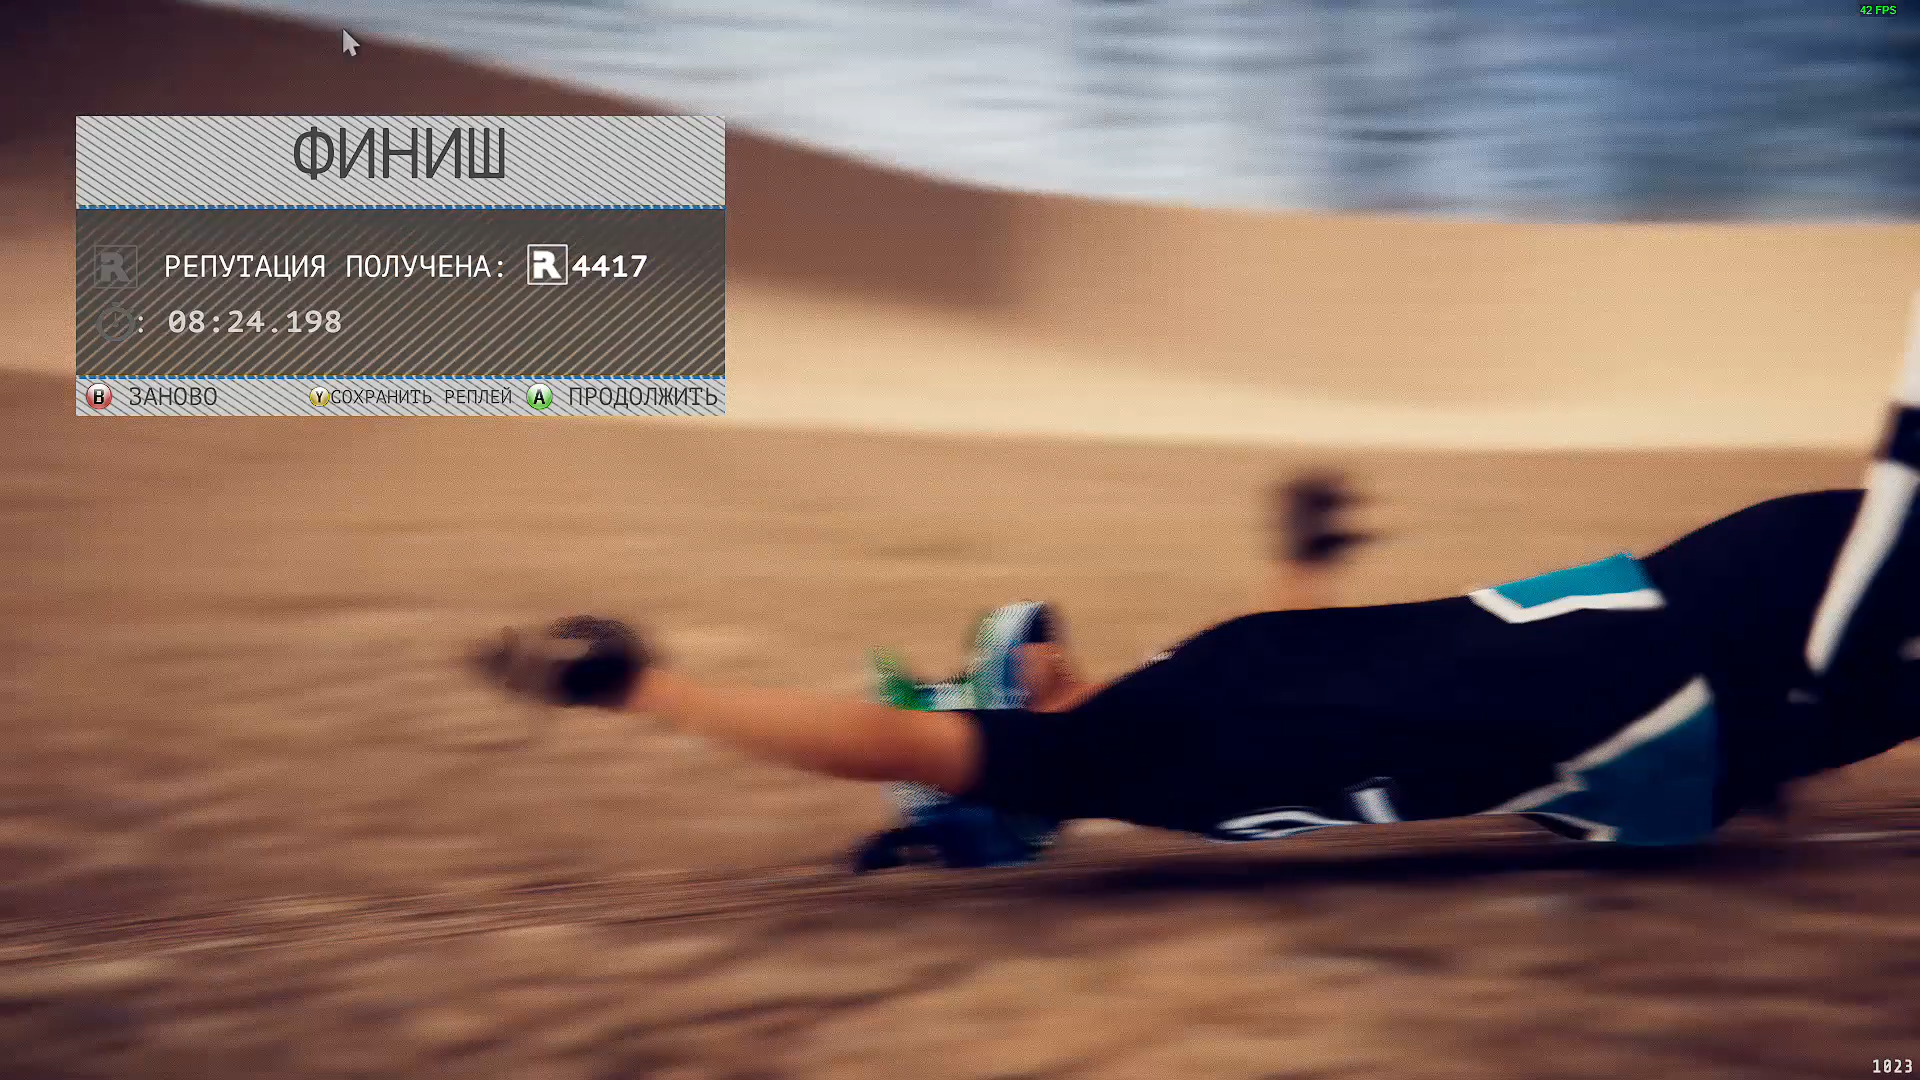 42 FPS
ФИНИШ
R РЕПУТАЦИЯ ПОЛУЧЕНА: R 4417
: 08:24.198
B ЗАНОВО Y СОХРАНИТЬ РЕПЛЕЙ A ПРОДОЛЖИТЬ
1023